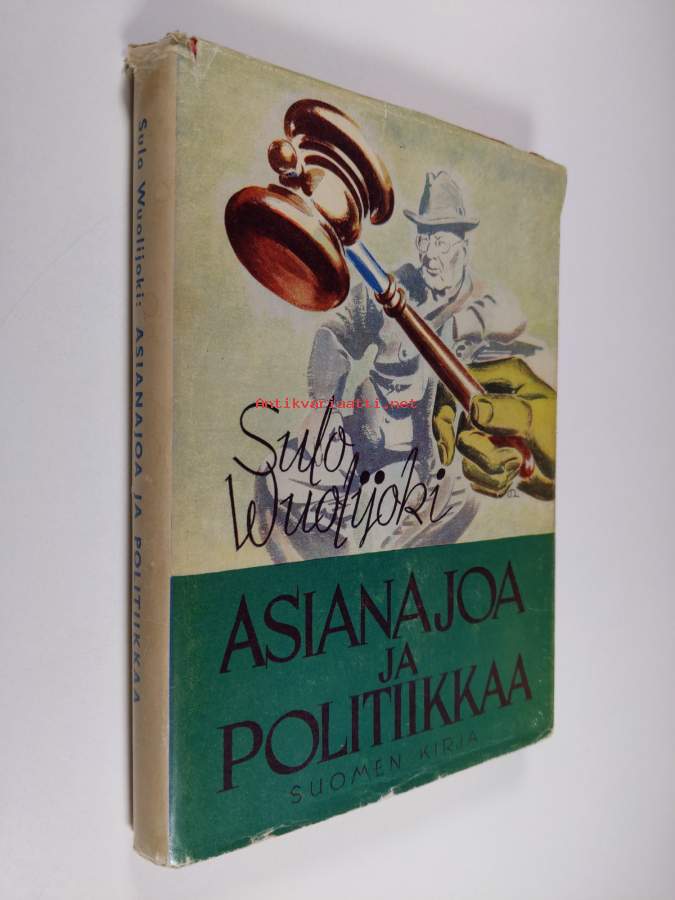 Sulo Wuolijoki: ASIANAJOA JA POLITIIKKAA
Antikvariaatti.net
Sulo
Wuolijoki
ASIANAJOA
JA
POLITIIKKAA
SUOMEN KIRJA